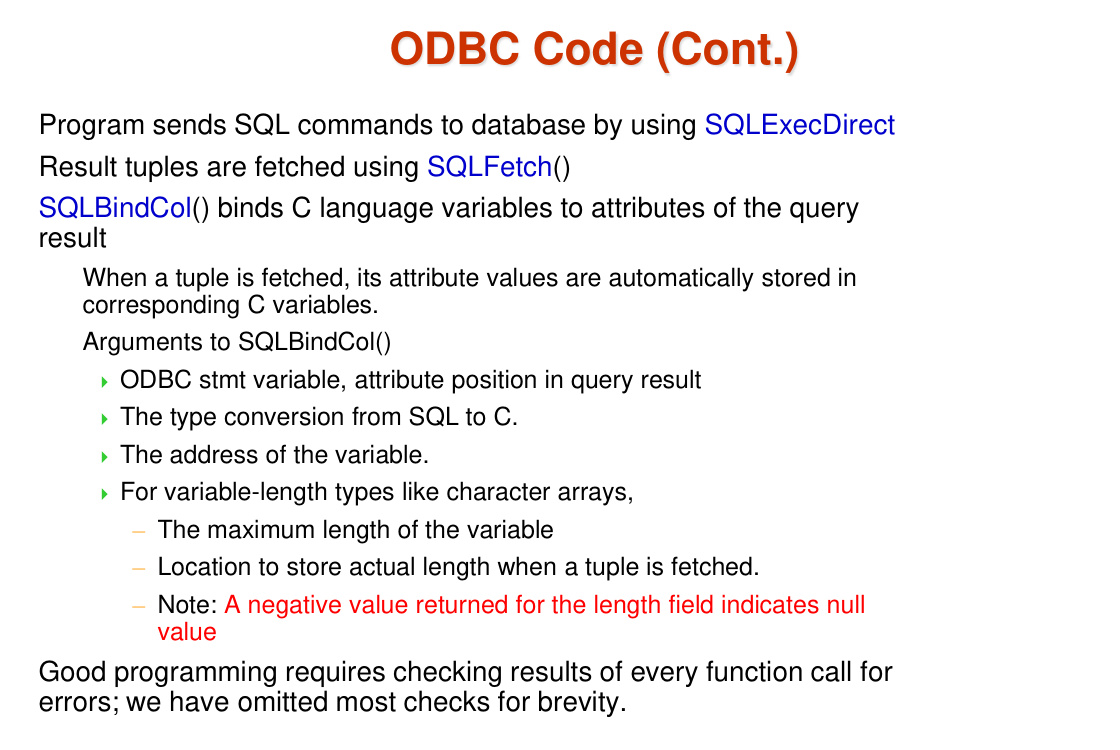 ODBC Code (Cont.)
Program sends SQL commands to database by using SQLExecDirect
Result tuples are fetched using SQLFetch()
SQLBindCol() binds C language variables to attributes of the query
result
When a tuple is fetched, its attribute values are automatically stored in
corresponding C variables.
Arguments to SQLBindCol()
ODBC stmt variable, attribute position in query result
The type conversion from SQL to C.
The address of the variable.
For variable-length types like character arrays,
– The maximum length of the variable
– Location to store actual length when a tuple is fetched.
– Note: A negative value returned for the length field indicates null
value
Good programming requires checking results of every function call for
errors; we have omitted most checks for brevity.